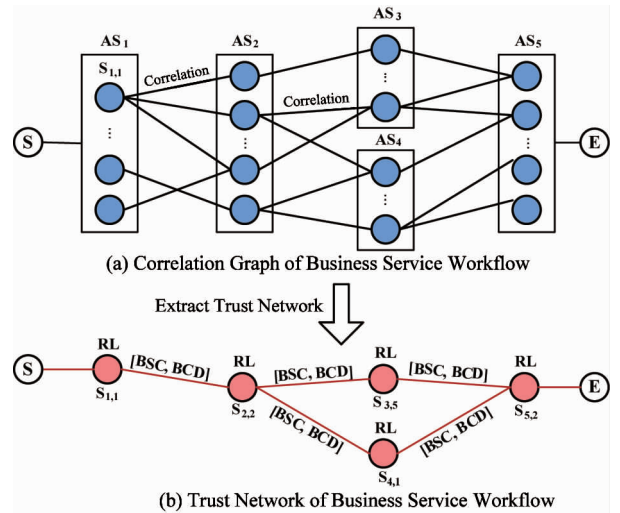 AS3
AS1
AS2
AS5
S1,1
Correlation
...
Correlation
...
S
...
...
...
E
AS4
...
(a) Correlation Graph of Business Service Workflow
Extract Trust Network
RL
RL
RL
RL
S
[BSC, BCD]
[BSC, BCD]
[BSC, BCD]
E
S1,1
S2,2
S3,5
S5,2
RL
[BSC, BCD]
[BSC, BCD]
S4,1
(b) Trust Network of Business Service Workflow